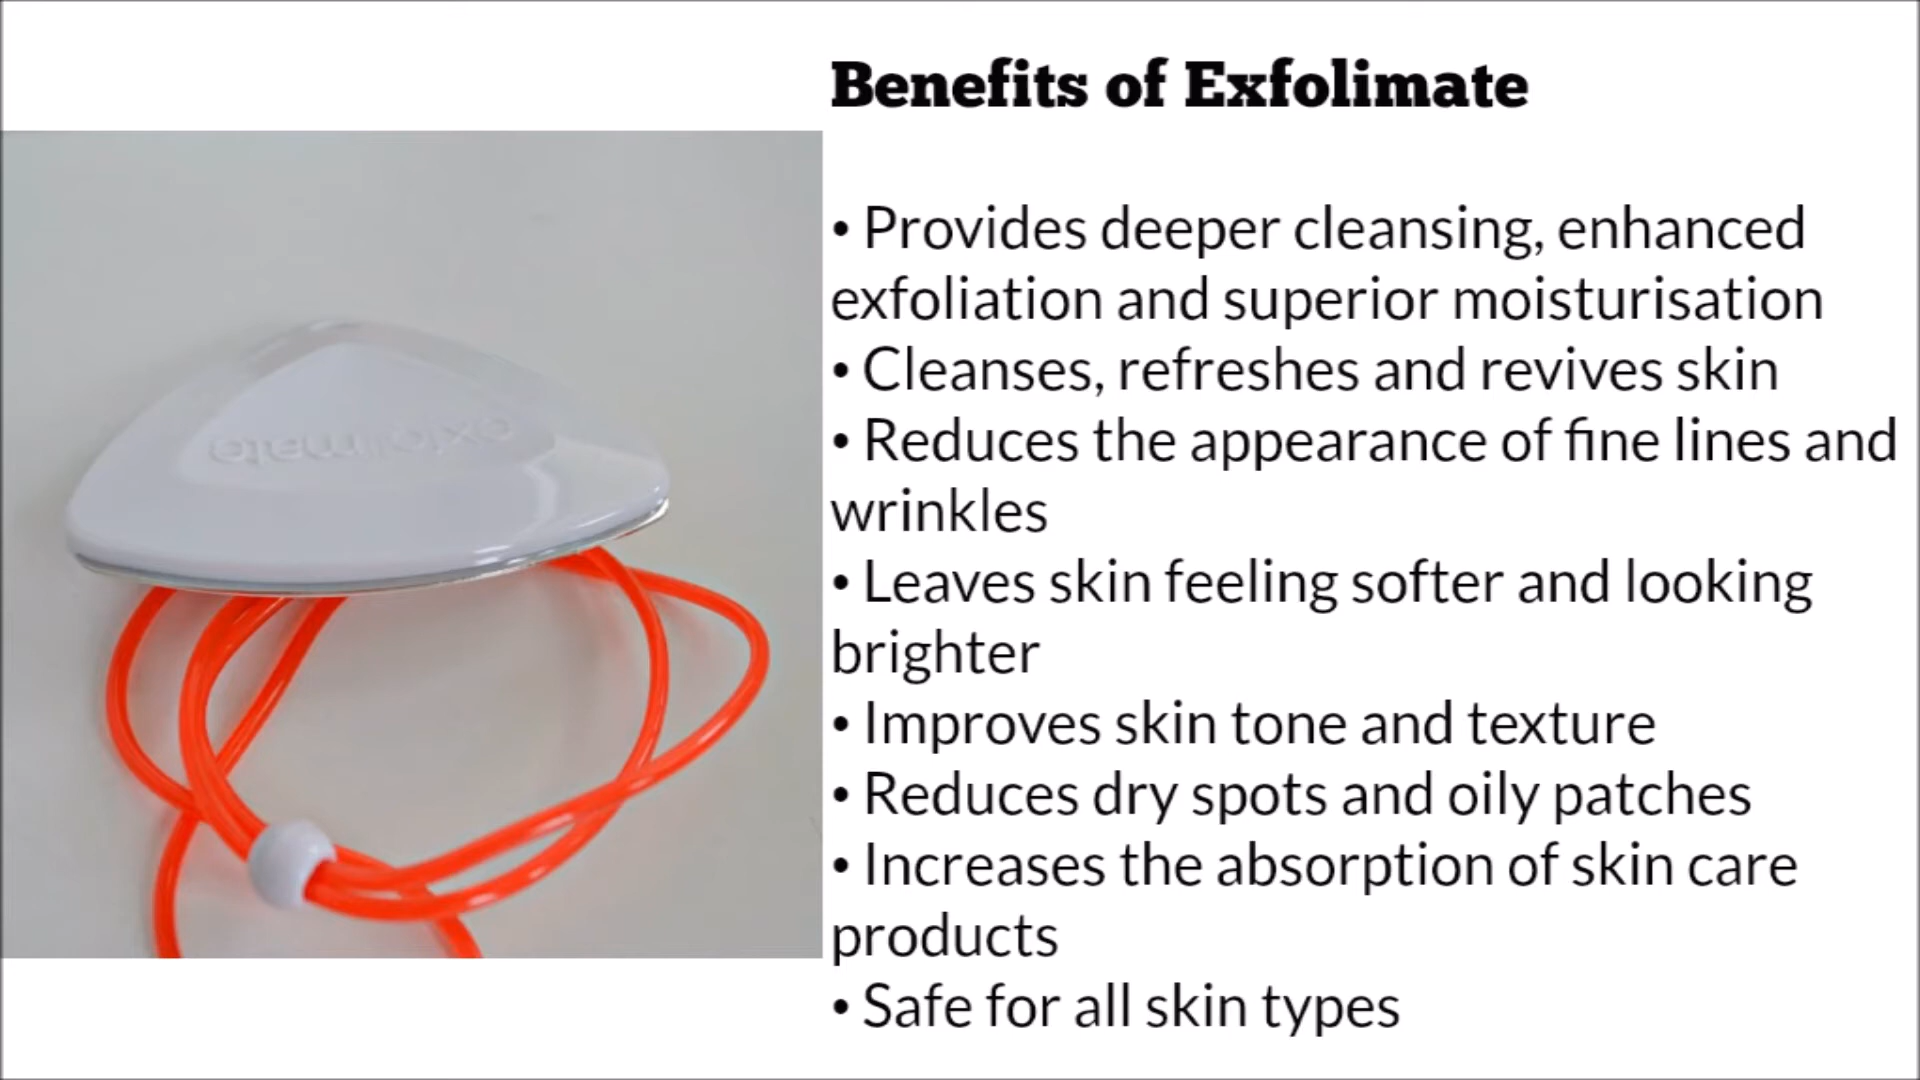 Benefits of Exfolimate
• Provides deeper cleansing, enhanced
exfoliation and superior moisturisation
• Cleanses, refreshes and revives skin
• Reduces the appearance of fine lines and
wrinkles
• Leaves skin feeling softer and looking
brighter
• Improves skin tone and texture
• Reduces dry spots and oily patches
• Increases the absorption of skin care
products
• Safe for all skin types
exfolimate